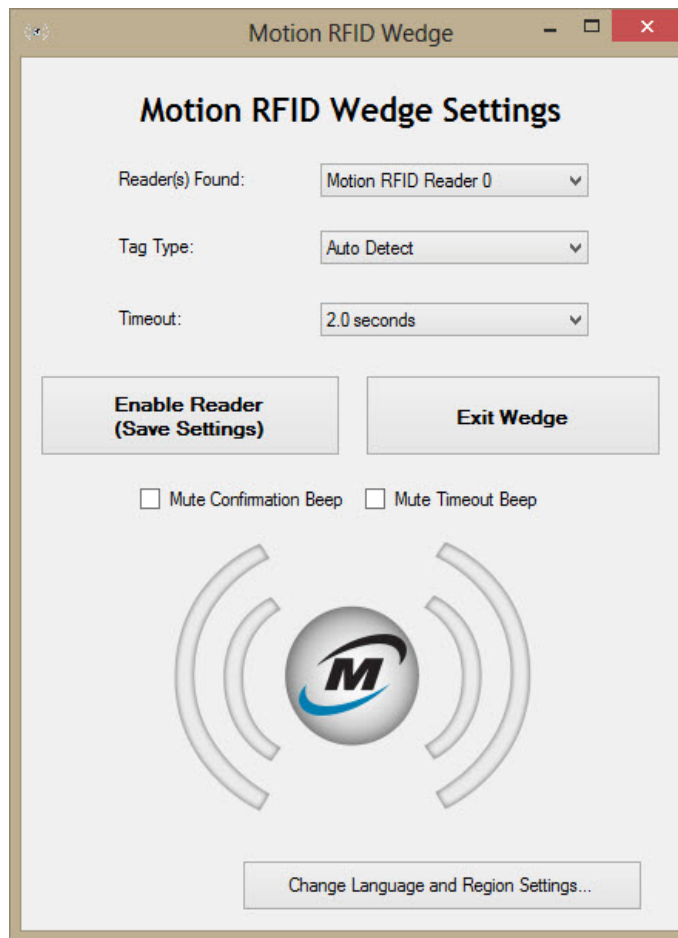 Motion RFID Wedge
Motion RFID Wedge Settings
Reader(s) Found: Motion RFID Reader 0
Tag Type: Auto Detect
Timeout: 2.0 seconds
Enable Reader
(Save Settings)
Exit Wedge
Mute Confirmation Beep Mute Timeout Beep
M
Change Language and Region Settings...